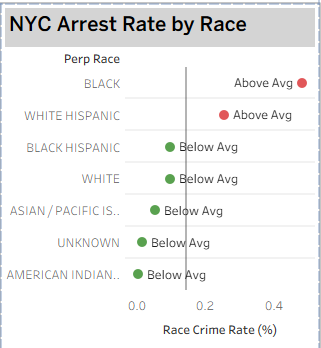 NYC Arrest Rate by Race
Perp Race
BLACK Above Avg
WHITE HISPANIC Above Avg
BLACK HISPANIC Below Avg
WHITE Below Avg
ASIAN / PACIFIC IS.. Below Avg
UNKNOWN Below Avg
AMERICAN INDIAN.. Below Avg
0.0 0.2 0.4
Race Crime Rate (%)